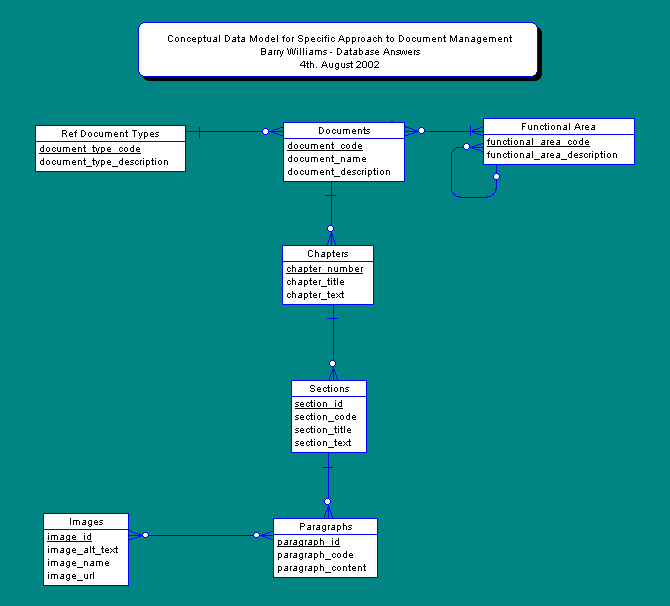 Conceptual Data Model for Specific Approach to Document Management
Barry Williams - Database Answers
4th. August 2002
Ref Document Types
document_type_code
document_type_description
Documents
document_code
document_name
document_description
Functional Area
functional_area_code
functional_area_description
Chapters
chapter_number
chapter_title
chapter_text
Sections
section_id
section_code
section_title
section_text
Images
image_id
image_alt_text
image_name
image_url
Paragraphs
paragraph_id
paragraph_code
paragraph_content